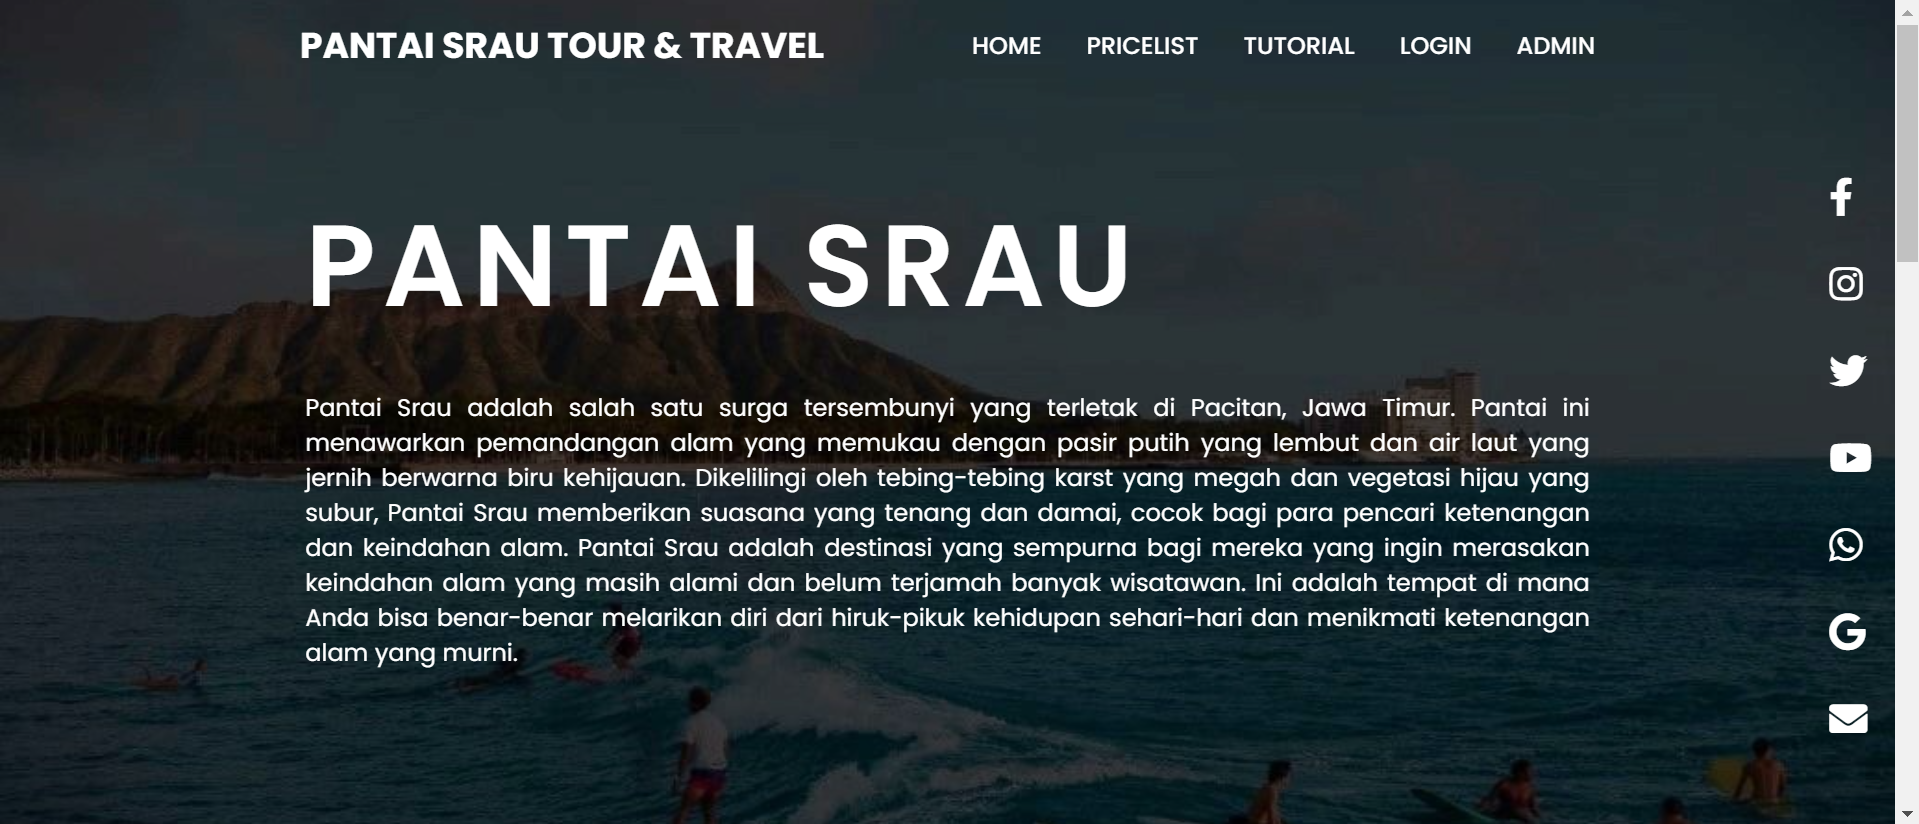 PANTAI SRAU TOUR & TRAVEL HOME PRICELIST TUTORIAL LOGIN ADMIN
PANTAI SRAU
Pantai Srau adalah salah satu surga tersembunyi yang terletak di Pacitan, Jawa Timur. Pantai ini
menawarkan pemandangan alam yang memukau dengan pasir putih yang lembut dan air laut yang
jernih berwarna biru kehijauan. Dikelilingi oleh tebing-tebing karst yang megah dan vegetasi hijau yang
subur, Pantai Srau memberikan suasana yang tenang dan damai, cocok bagi para pencari ketenangan
dan keindahan alam. Pantai Srau adalah destinasi yang sempurna bagi mereka yang ingin merasakan
keindahan alam yang masih alami dan belum terjamah banyak wisatawan. Ini adalah tempat di mana
Anda bisa benar-benar melarikan diri dari hiruk-pikuk kehidupan sehari-hari dan menikmati ketenangan
alam yang murni.